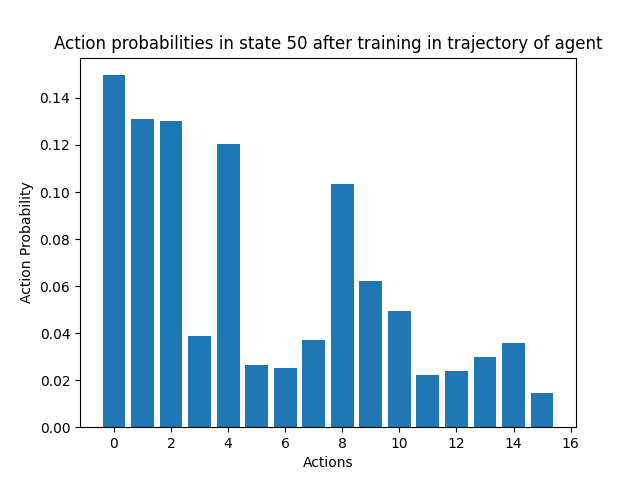 Action probabilities in state 50 after training in trajectory of agent
0.14
0.12
0.10
0.08
0.06
0.04
0.02
0.00
Action Probability
0 2 4 6 8 10 12 14 16
Actions